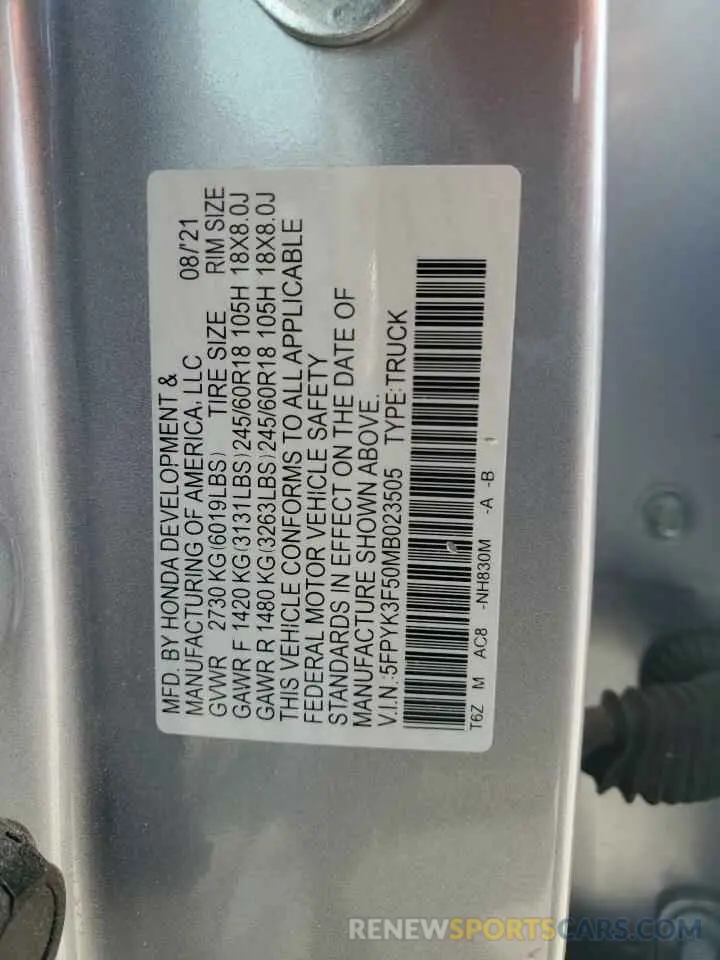 MFD. BY HONDA DEVELOPMENT &
MANUFACTURING OF AMERICA, LLC 08/'21
GVWR 2730 KG(6019LBS) TIRE SIZE RIM SIZE
GAWR F 1420 KG(3131LBS)245/60R18 105H 18X8.0J
GAWR R 1480 KG(3263LBS)245/60R18 105H 18X8.0J
THIS VEHICLE CONFORMS TO ALL APPLICABLE
FEDERAL MOTOR VEHICLE SAFETY
STANDARDS IN EFFECT ON THE DATE OF
MANUFACTURE SHOWN ABOVE.
V.I.N.:5FPYK3F50MB023505 TYPE:TRUCK
T6Z M AC8 -NH830M -A -B 1
RENEWSPORTSCARS.COM